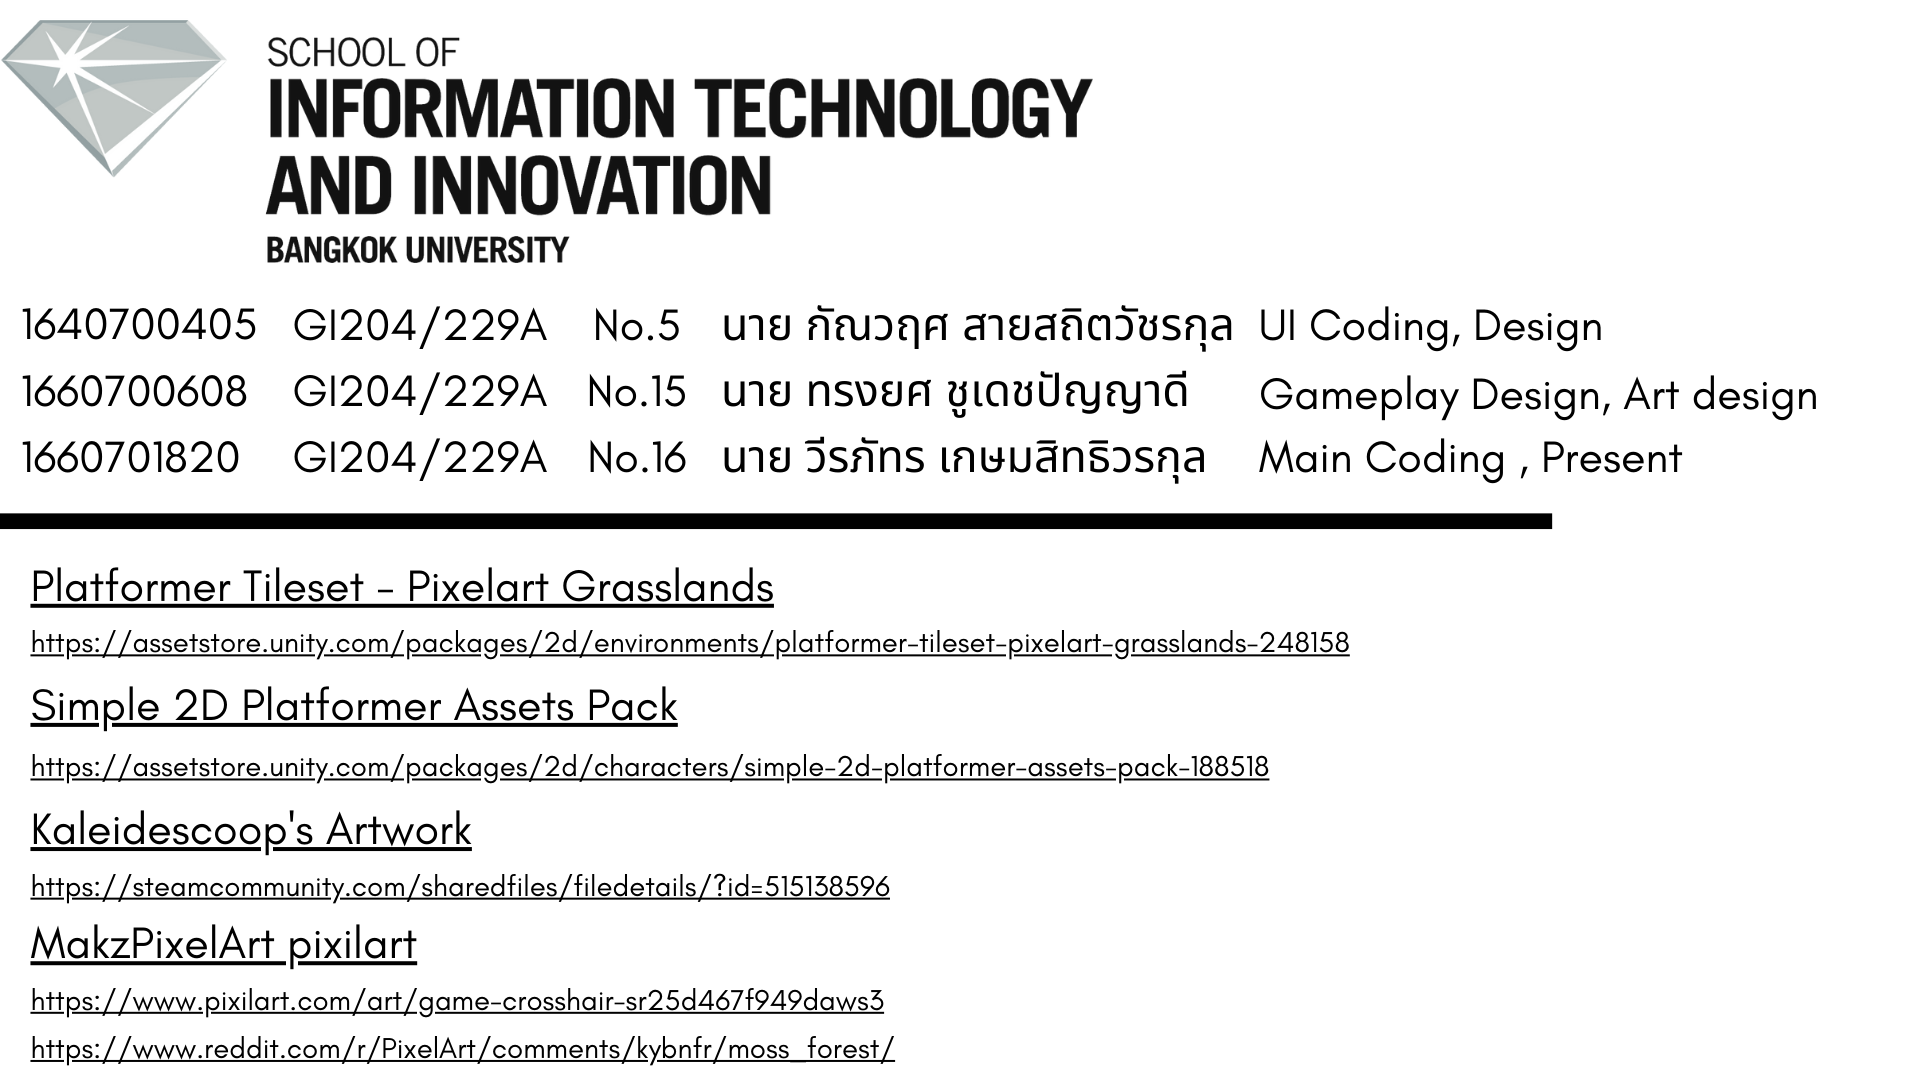 SCHOOL OF
INFORMATION TECHNOLOGY
AND INNOVATION
BANGKOK UNIVERSITY
1640700405 GI204/229A No.5 นาย กัณวฤศ สายสถิตวัชรกุล UI Coding, Design
1660700608 GI204/229A No.15 นาย ทรงยศ ชูเดชปัญญาดี Gameplay Design, Art design
1660701820 GI204/229A No.16 นาย วีรภัทร เกษมสิทธิวรกุล Main Coding , Present
Platformer Tileset - Pixelart Grasslands
https://assetstore.unity.com/packages/2d/environments/platformer-tileset-pixelart-grasslands-248158
Simple 2D Platformer Assets Pack
https://assetstore.unity.com/packages/2d/characters/simple-2d-platformer-assets-pack-188518
Kaleidescoop's Artwork
https://steamcommunity.com/sharedfiles/filedetails/?id=515138596
MakzPixelArt pixilart
https://www.pixilart.com/art/game-crosshair-sr25d467f949daws3
https://www.reddit.com/r/PixelArt/comments/kybnfr/moss_forest/